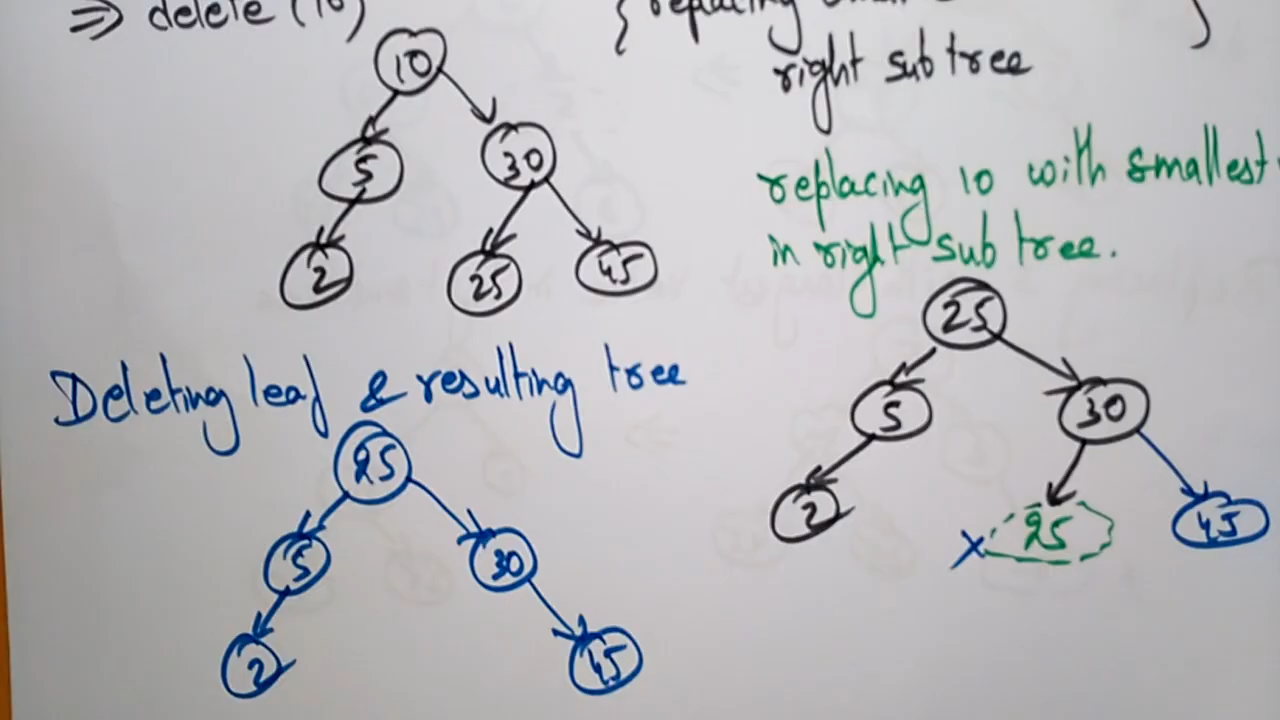 ⇒ delete (10)
{ replacing
right sub tree }
10
5 30
2 25 45
replacing 10 with smallest
in right sub tree.
25
5 30
2 25 45
x
Deleting leaf & resulting tree
25
5 30
2 45